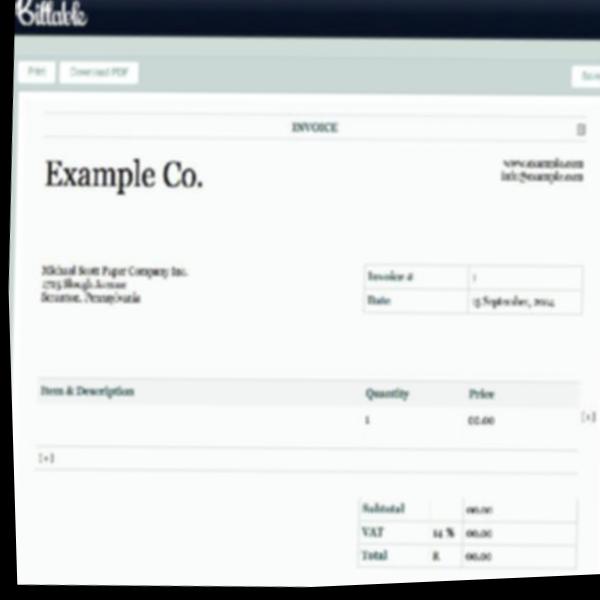 Billable
Print Download PDF Save
INVOICE
Example Co.
www.example.com
info@example.com
Michael Scott Paper Company Inc.
1725 Slough Avenue
Scranton, Pennsylvania
Invoice # 1
Date 15 September, 2014
Item & Description Quantity Price
1 00.00 [x]
[+]
Subtotal 00.00
VAT 14 % 00.00
Total R 00.00